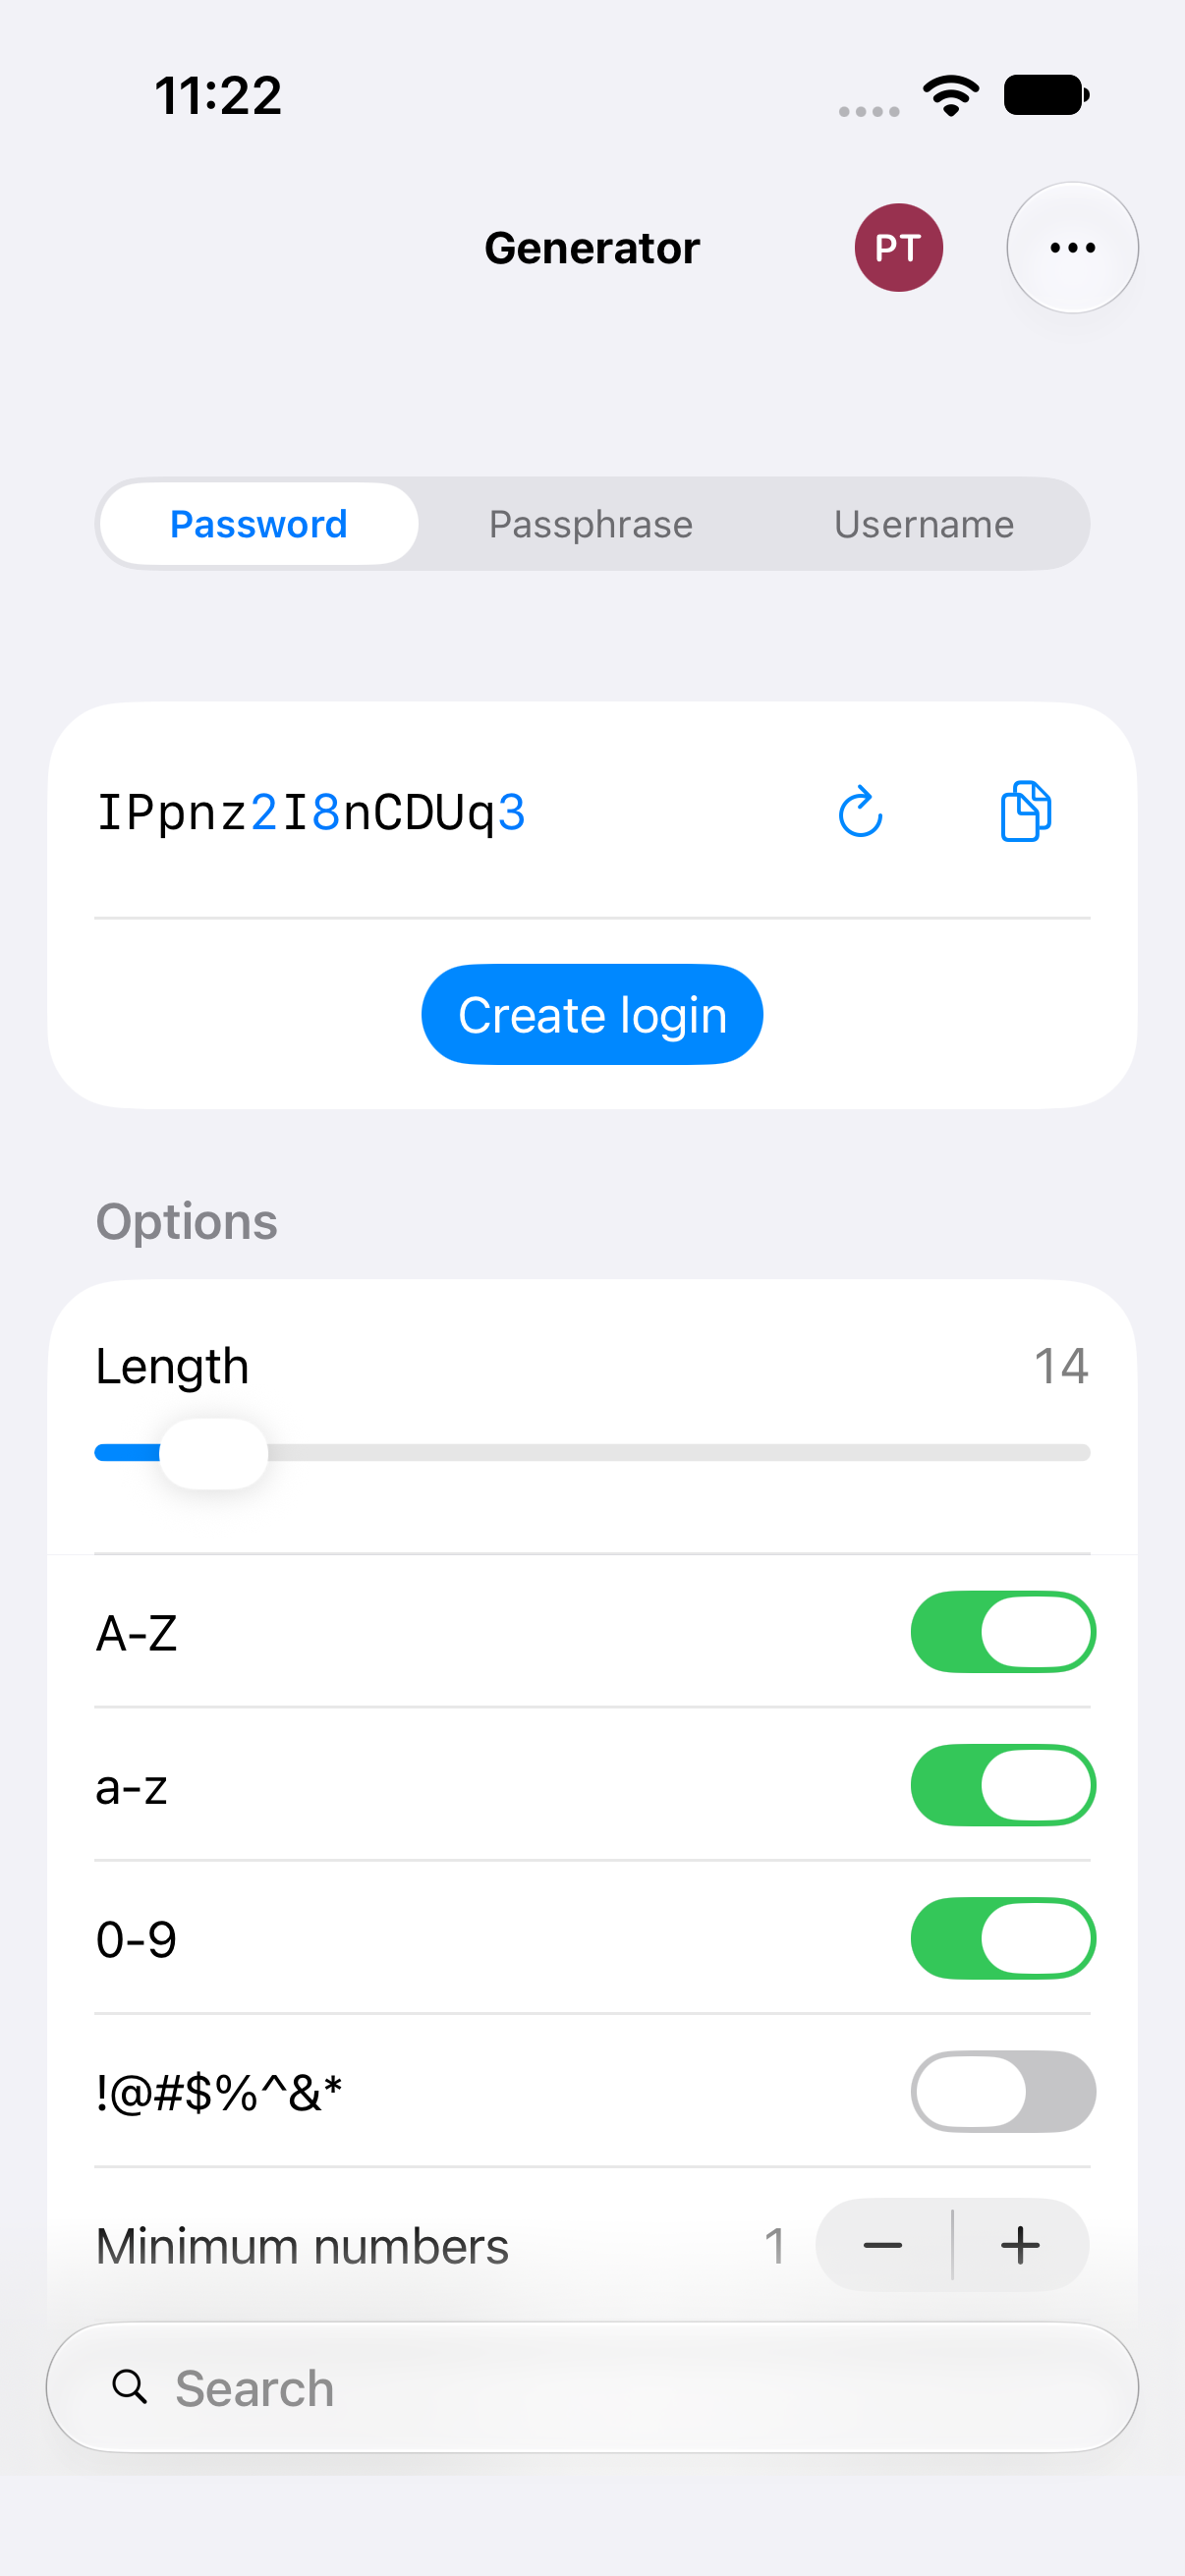 11:22
Generator
PT
Password Passphrase Username
IPpnz2I8nCDUq3
Create login
Options
Length 14
A-Z
a-z
0-9
!@#$%^&*
Minimum numbers 1
Search